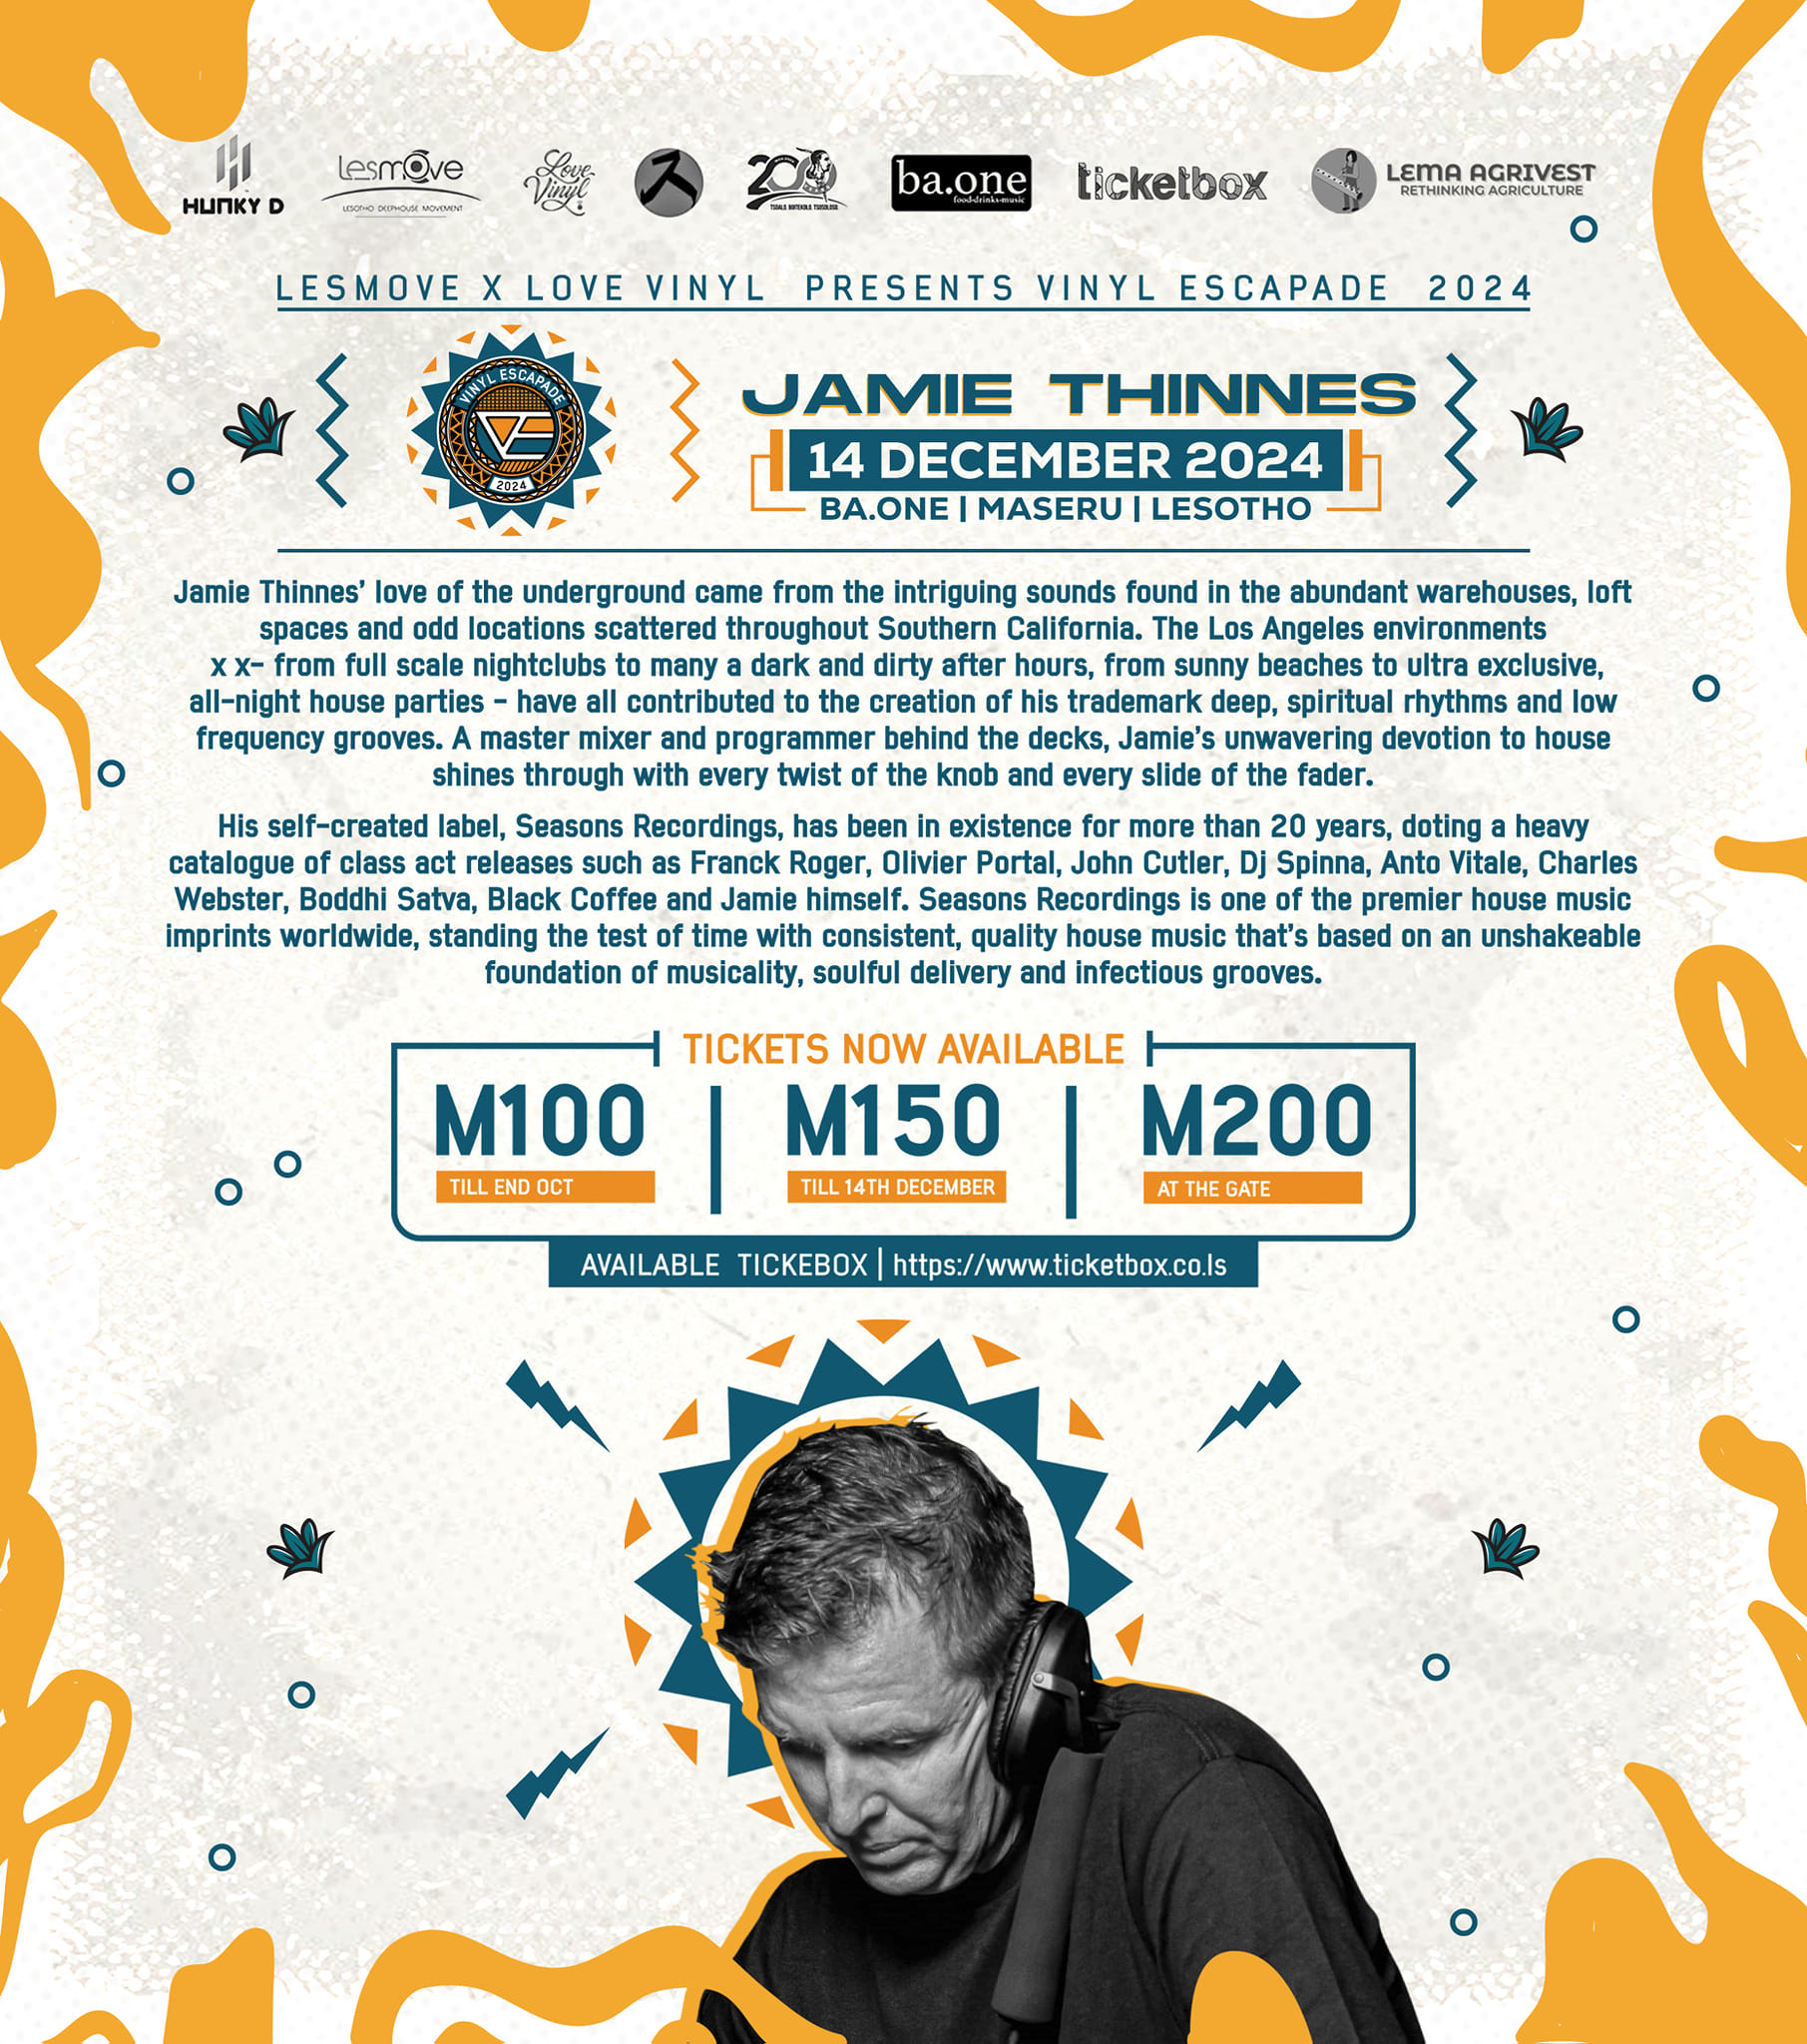 HUNKY D
Lesmove
LESOTHO DEEPHOUSE MOVEMENT
Love
Vinyl
200
ba.one
food-drinks-music
ticketbox
LEMA AGRIVEST
RETHINKING AGRICULTURE
LESMOVE X LOVE VINYL PRESENTS VINYL ESCAPADE 2024
VINYL ESCAPADE
VE
2024
JAMIE THINNES
14 DECEMBER 2024
BA.ONE | MASERU | LESOTHO
Jamie Thinnes’ love of the underground came from the intriguing sounds found in the abundant warehouses, loft
spaces and odd locations scattered throughout Southern California. The Los Angeles environments
x x- from full scale nightclubs to many a dark and dirty after hours, from sunny beaches to ultra exclusive,
all-night house parties - have all contributed to the creation of his trademark deep, spiritual rhythms and low
frequency grooves. A master mixer and programmer behind the decks, Jamie’s unwavering devotion to house
shines through with every twist of the knob and every slide of the fader.
His self-created label, Seasons Recordings, has been in existence for more than 20 years, doting a heavy
catalogue of class act releases such as Franck Roger, Olivier Portal, John Cutler, Dj Spinna, Anto Vitale, Charles
Webster, Boddhi Satva, Black Coffee and Jamie himself. Seasons Recordings is one of the premier house music
imprints worldwide, standing the test of time with consistent, quality house music that’s based on an unshakeable
foundation of musicality, soulful delivery and infectious grooves.
TICKETS NOW AVAILABLE
M100 | M150 | M200
TILL END OCT
TILL 14TH DECEMBER
AT THE GATE
AVAILABLE TICKEBOX | https://www.ticketbox.co.ls